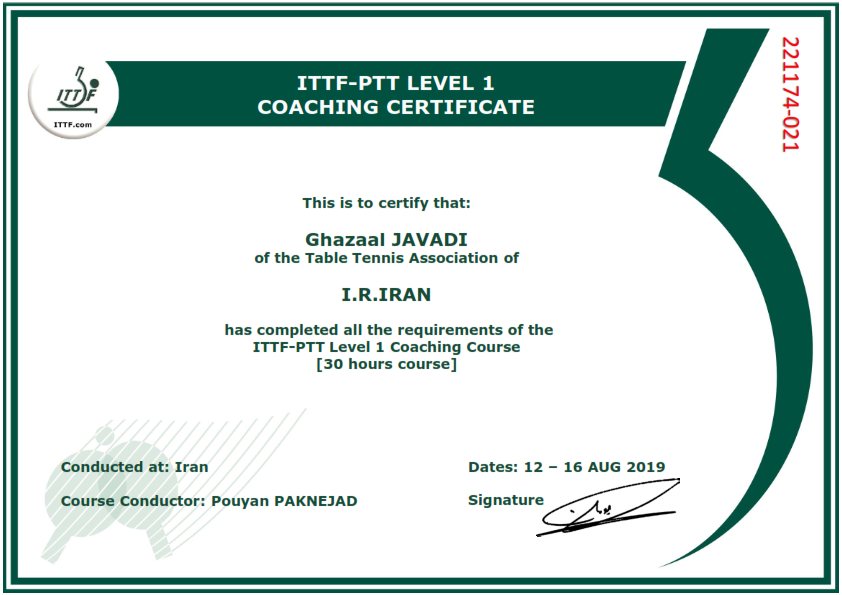 ITTF-PTT LEVEL 1
COACHING CERTIFICATE
221174-021
ITTF
ITTF.com
This is to certify that:
Ghazaal JAVADI
of the Table Tennis Association of
I.R.IRAN
has completed all the requirements of the
ITTF-PTT Level 1 Coaching Course
[30 hours course]
Conducted at: Iran
Dates: 12 – 16 AUG 2019
Course Conductor: Pouyan PAKNEJAD
Signature